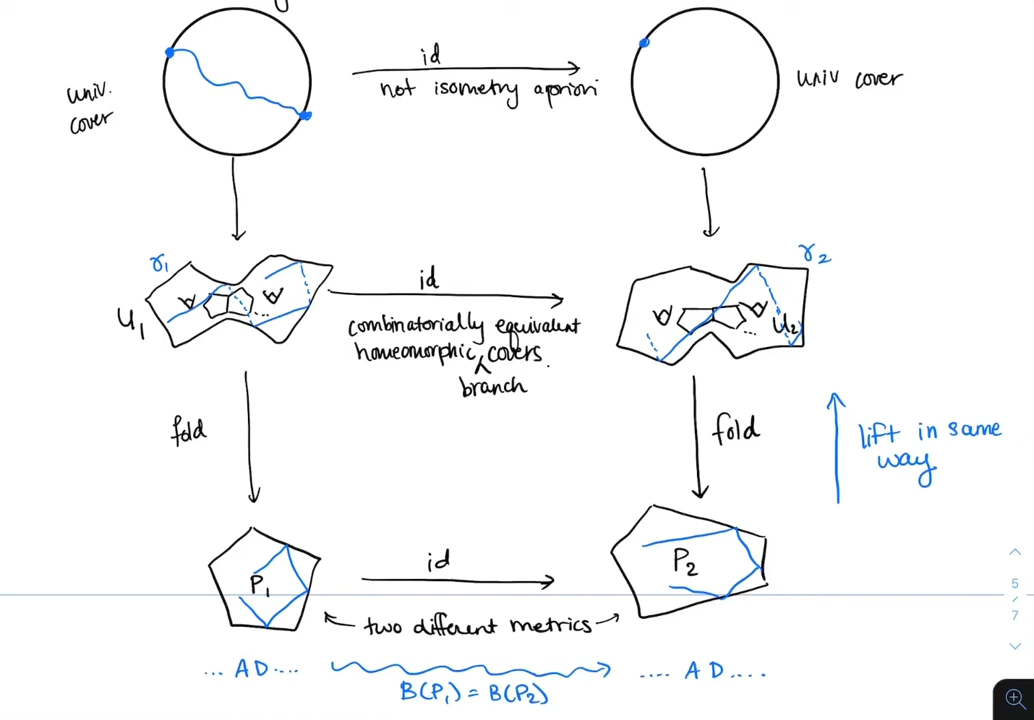 id
not isometry apriori
univ.
cover
univ cover
γ1
γ2
U1
id
U2
...
...
combinatorially equivalent
homeomorphic covers.
branch
fold
fold
lift in same
way
P1
id
P2
two different metrics
... AD....
..... AD....
B(P1) = B(P2)
5
/
7